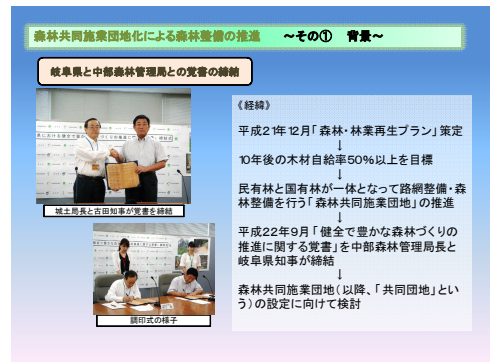 森林共同施業団地化による森林整備の推進　～その①　背景～
岐阜県と中部森林管理局との覚書の締結
城土局長と古田知事が覚書を締結
調印式の様子
《経緯》
平成21年12月「森林・林業再生プラン」策定
↓
10年後の木材自給率50％以上を目標
↓
民有林と国有林が一体となって路網整備・森
林整備を行う「森林共同施業団地」の推進
↓
平成22年9月「健全で豊かな森林づくりの
推進に関する覚書」を中部森林管理局長と
岐阜県知事が締結
↓
森林共同施業団地（以降、「共同団地」とい
う）の設定に向けて検討